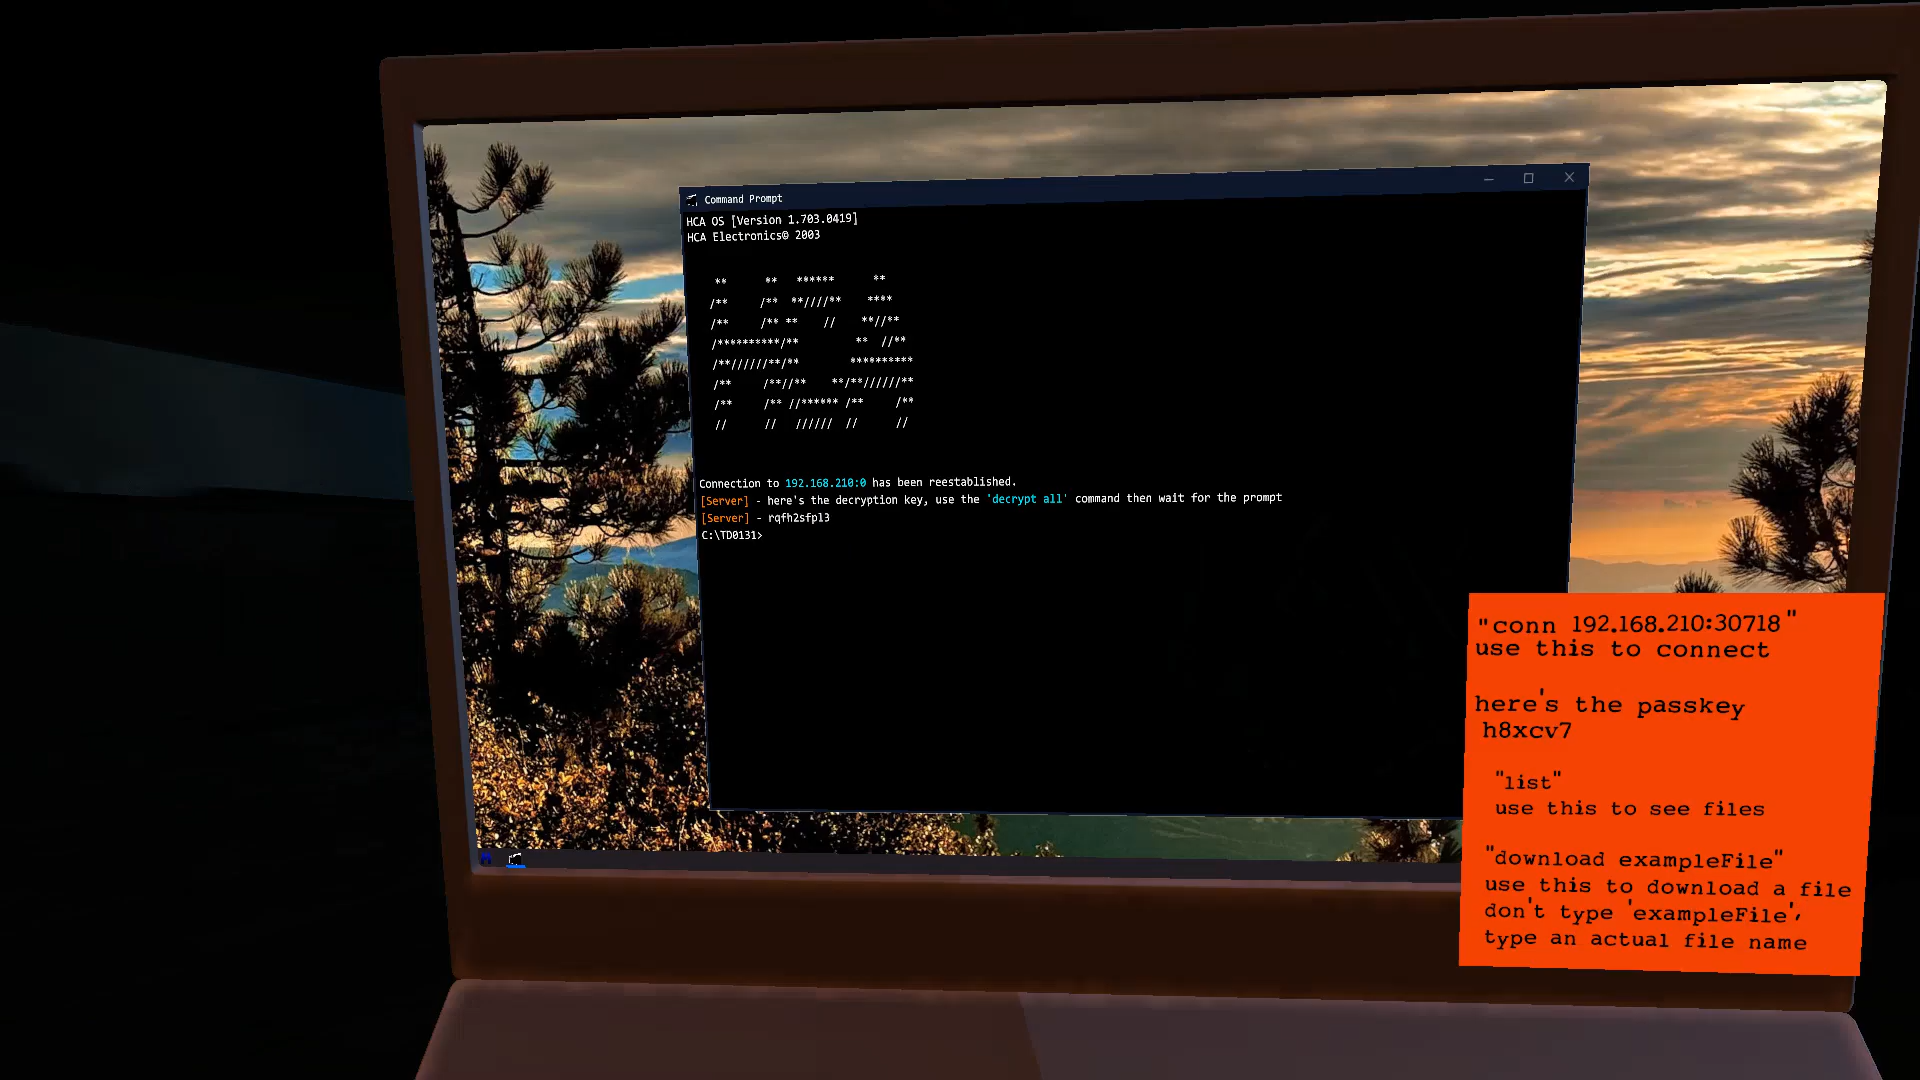 Command Prompt
HCA OS [Version 1.703.0419]
HCA Electronics© 2003
** ** ****** **
/** /** **////** ****
/** /** ** // **//**
/**********/** ** //**
/**//////**/** **********
/** /**//** **/**//////**
/** /** //****** /** /**
// // ////// // //
Connection to 192.168.210:0 has been reestablished.
[Server] - here's the decryption key, use the 'decrypt all' command then wait for the prompt
[Server] - rqfh2sfpl3
C:\TD0131>
"conn 192.168.210:30718"
use this to connect
here's the passkey
h8xcv7
"list"
use this to see files
"download exampleFile"
use this to download a file
don't type 'exampleFile',
type an actual file name